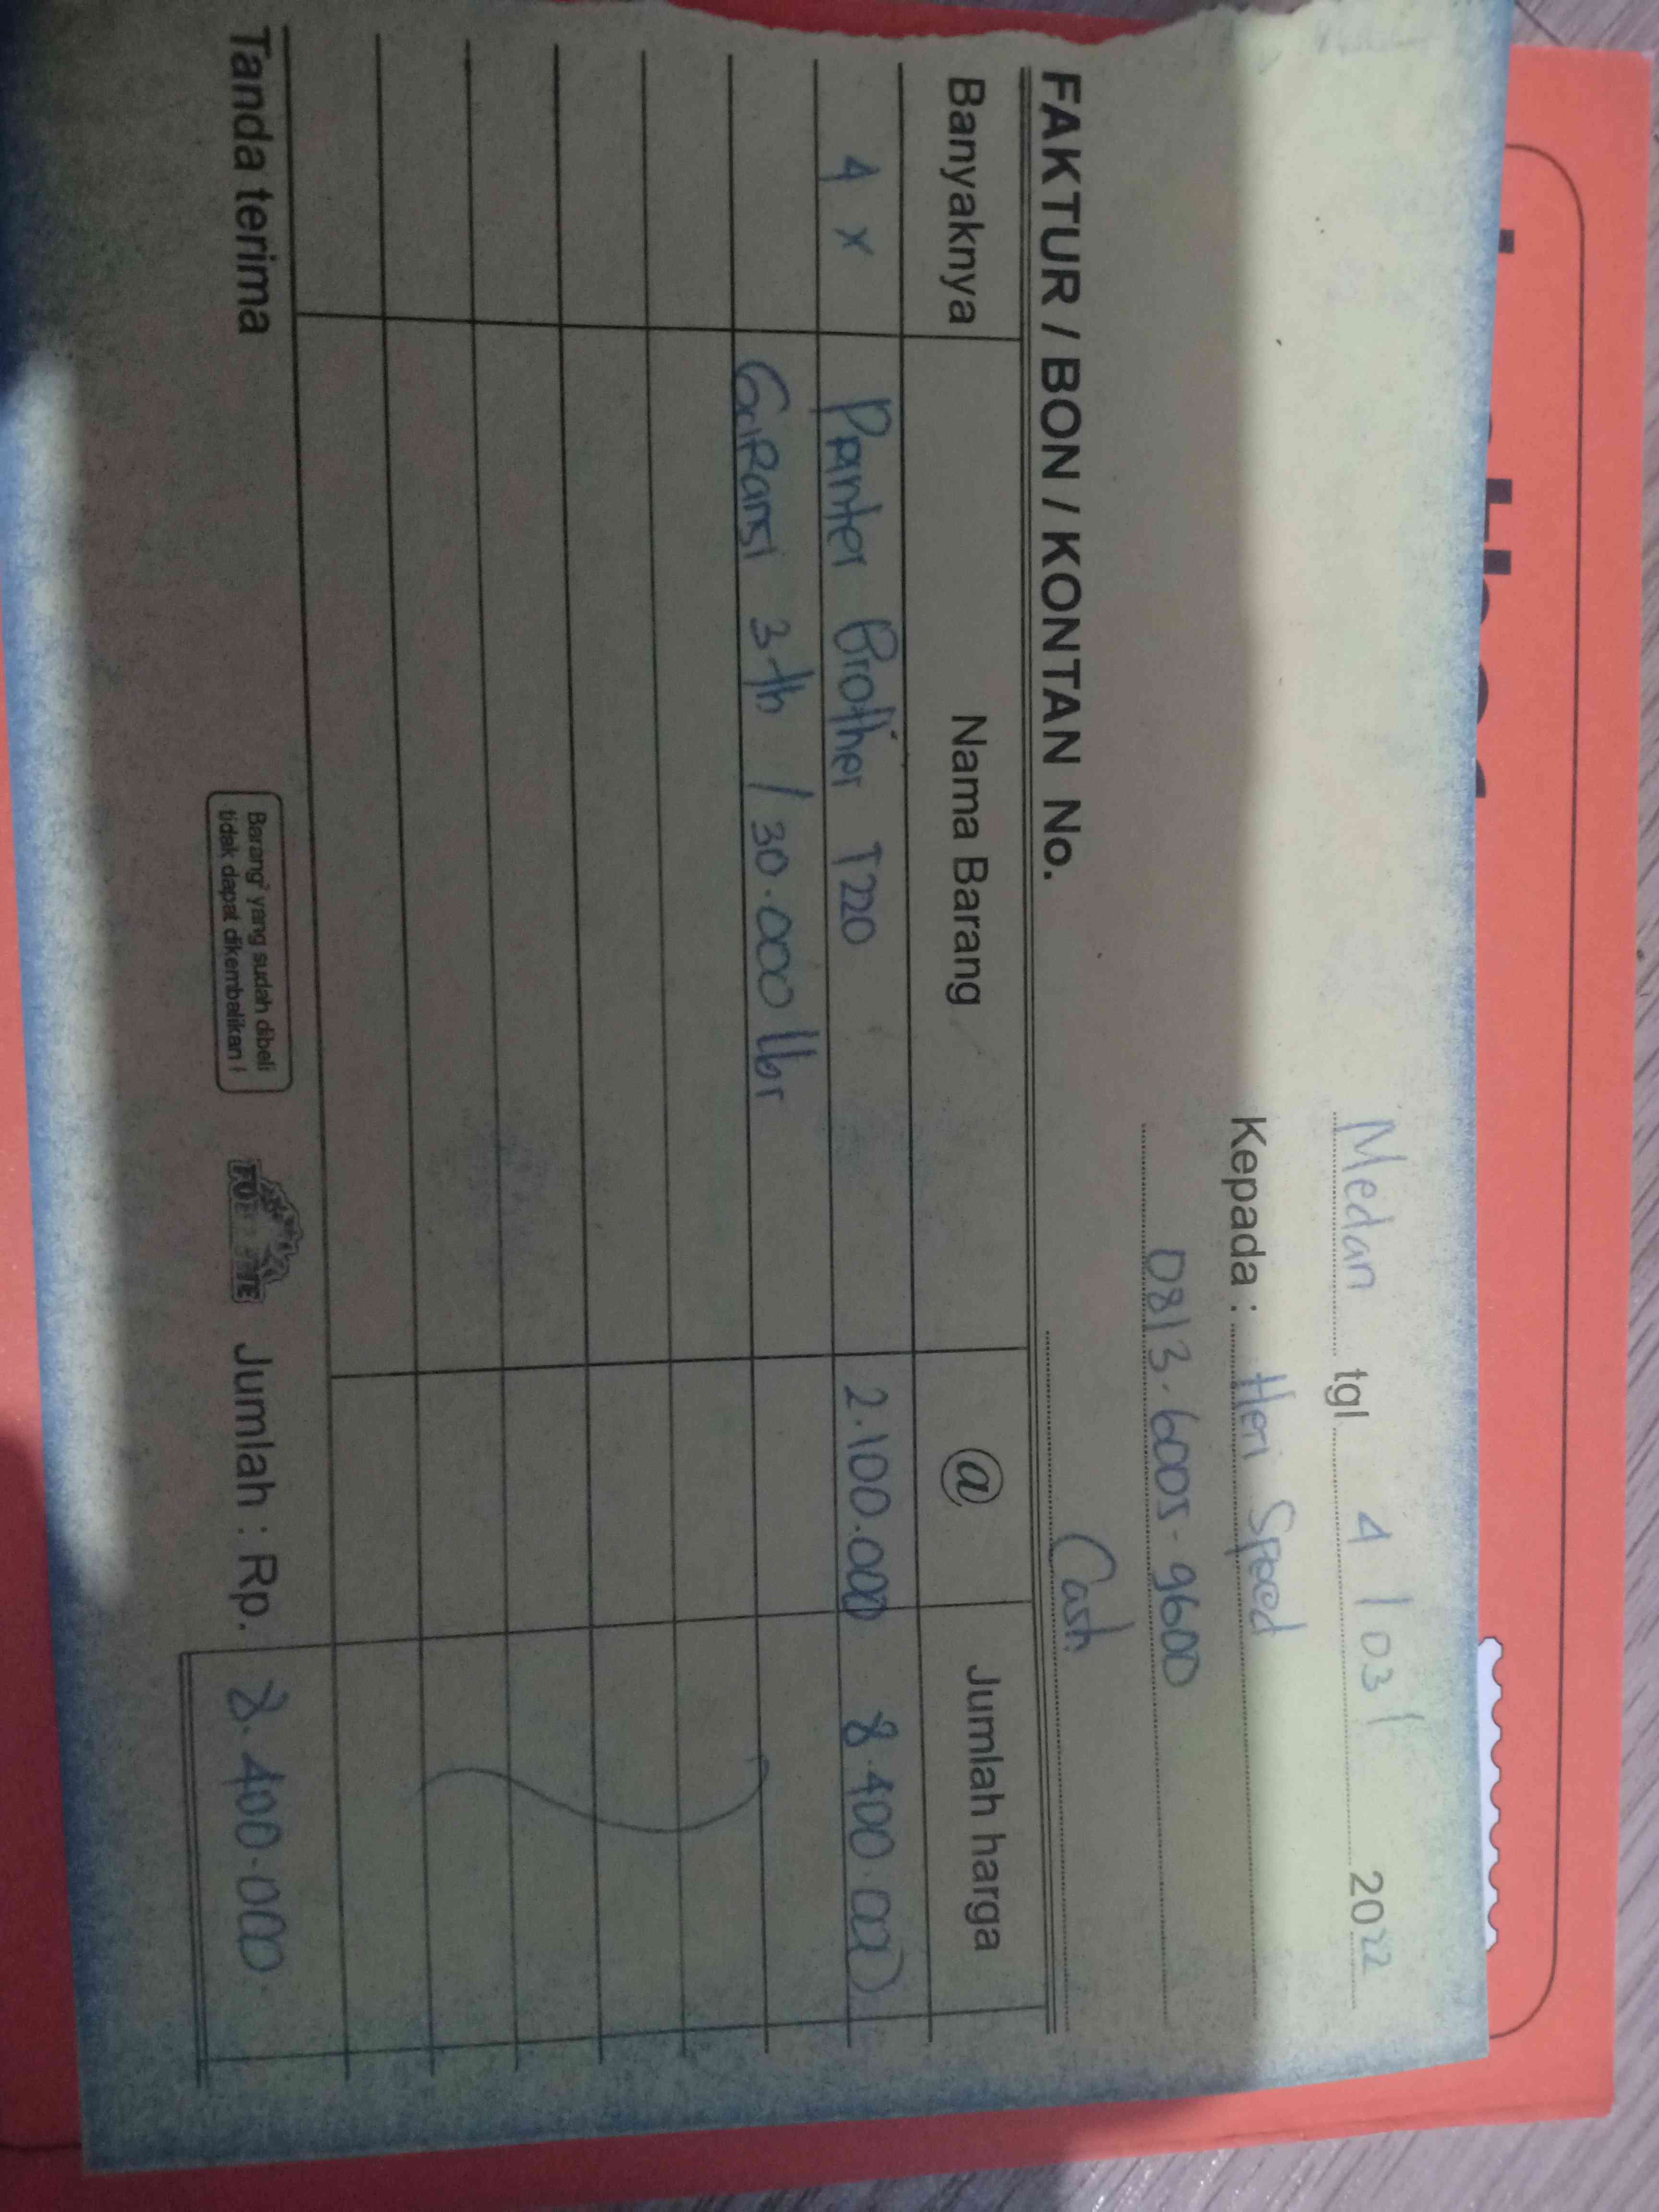 Medan tgl 4 / 03 / 2022
Kepada : Heri Speed
0813.6005-9600
FAKTUR / BON / KONTAN No. Cash
Banyaknya Nama Barang @ Jumlah harga
4 x Prnter Brother T220 2.100.000 8.400.000
GaRansi 3 th / 30.000 lbr
Tanda terima
Barang² yang sudah dibeli
tidak dapat dikembalikan !
Jumlah : Rp. 8.400.000